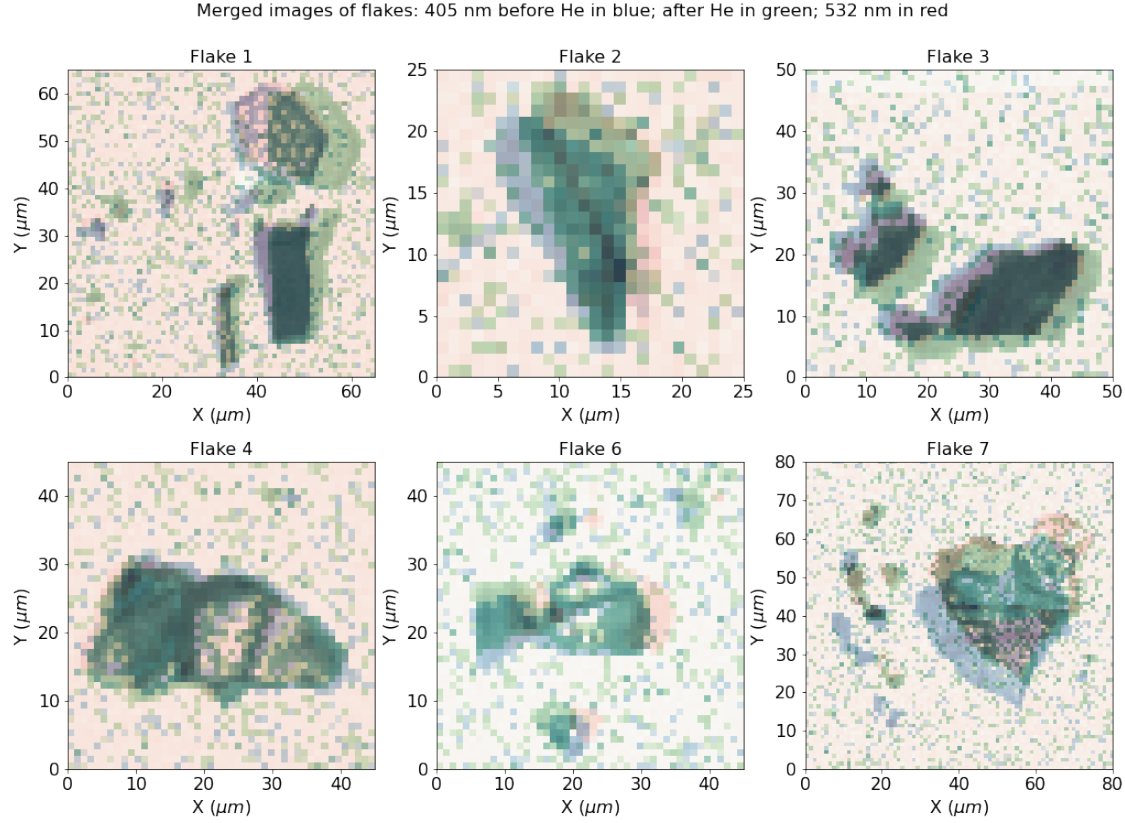 Merged images of flakes: 405 nm before He in blue; after He in green; 532 nm in red
Flake 1
Flake 2
Flake 3
60
50
40
30
20
10
0
Y (μm)
0 20 40 60
X (μm)
25
20
15
10
5
0
Y (μm)
0 5 10 15 20 25
X (μm)
50
40
30
20
10
0
Y (μm)
0 10 20 30 40 50
X (μm)
Flake 4
Flake 6
Flake 7
40
30
20
10
0
Y (μm)
0 10 20 30 40
X (μm)
40
30
20
10
0
Y (μm)
0 10 20 30 40
X (μm)
80
70
60
50
40
30
20
10
0
Y (μm)
0 20 40 60 80
X (μm)